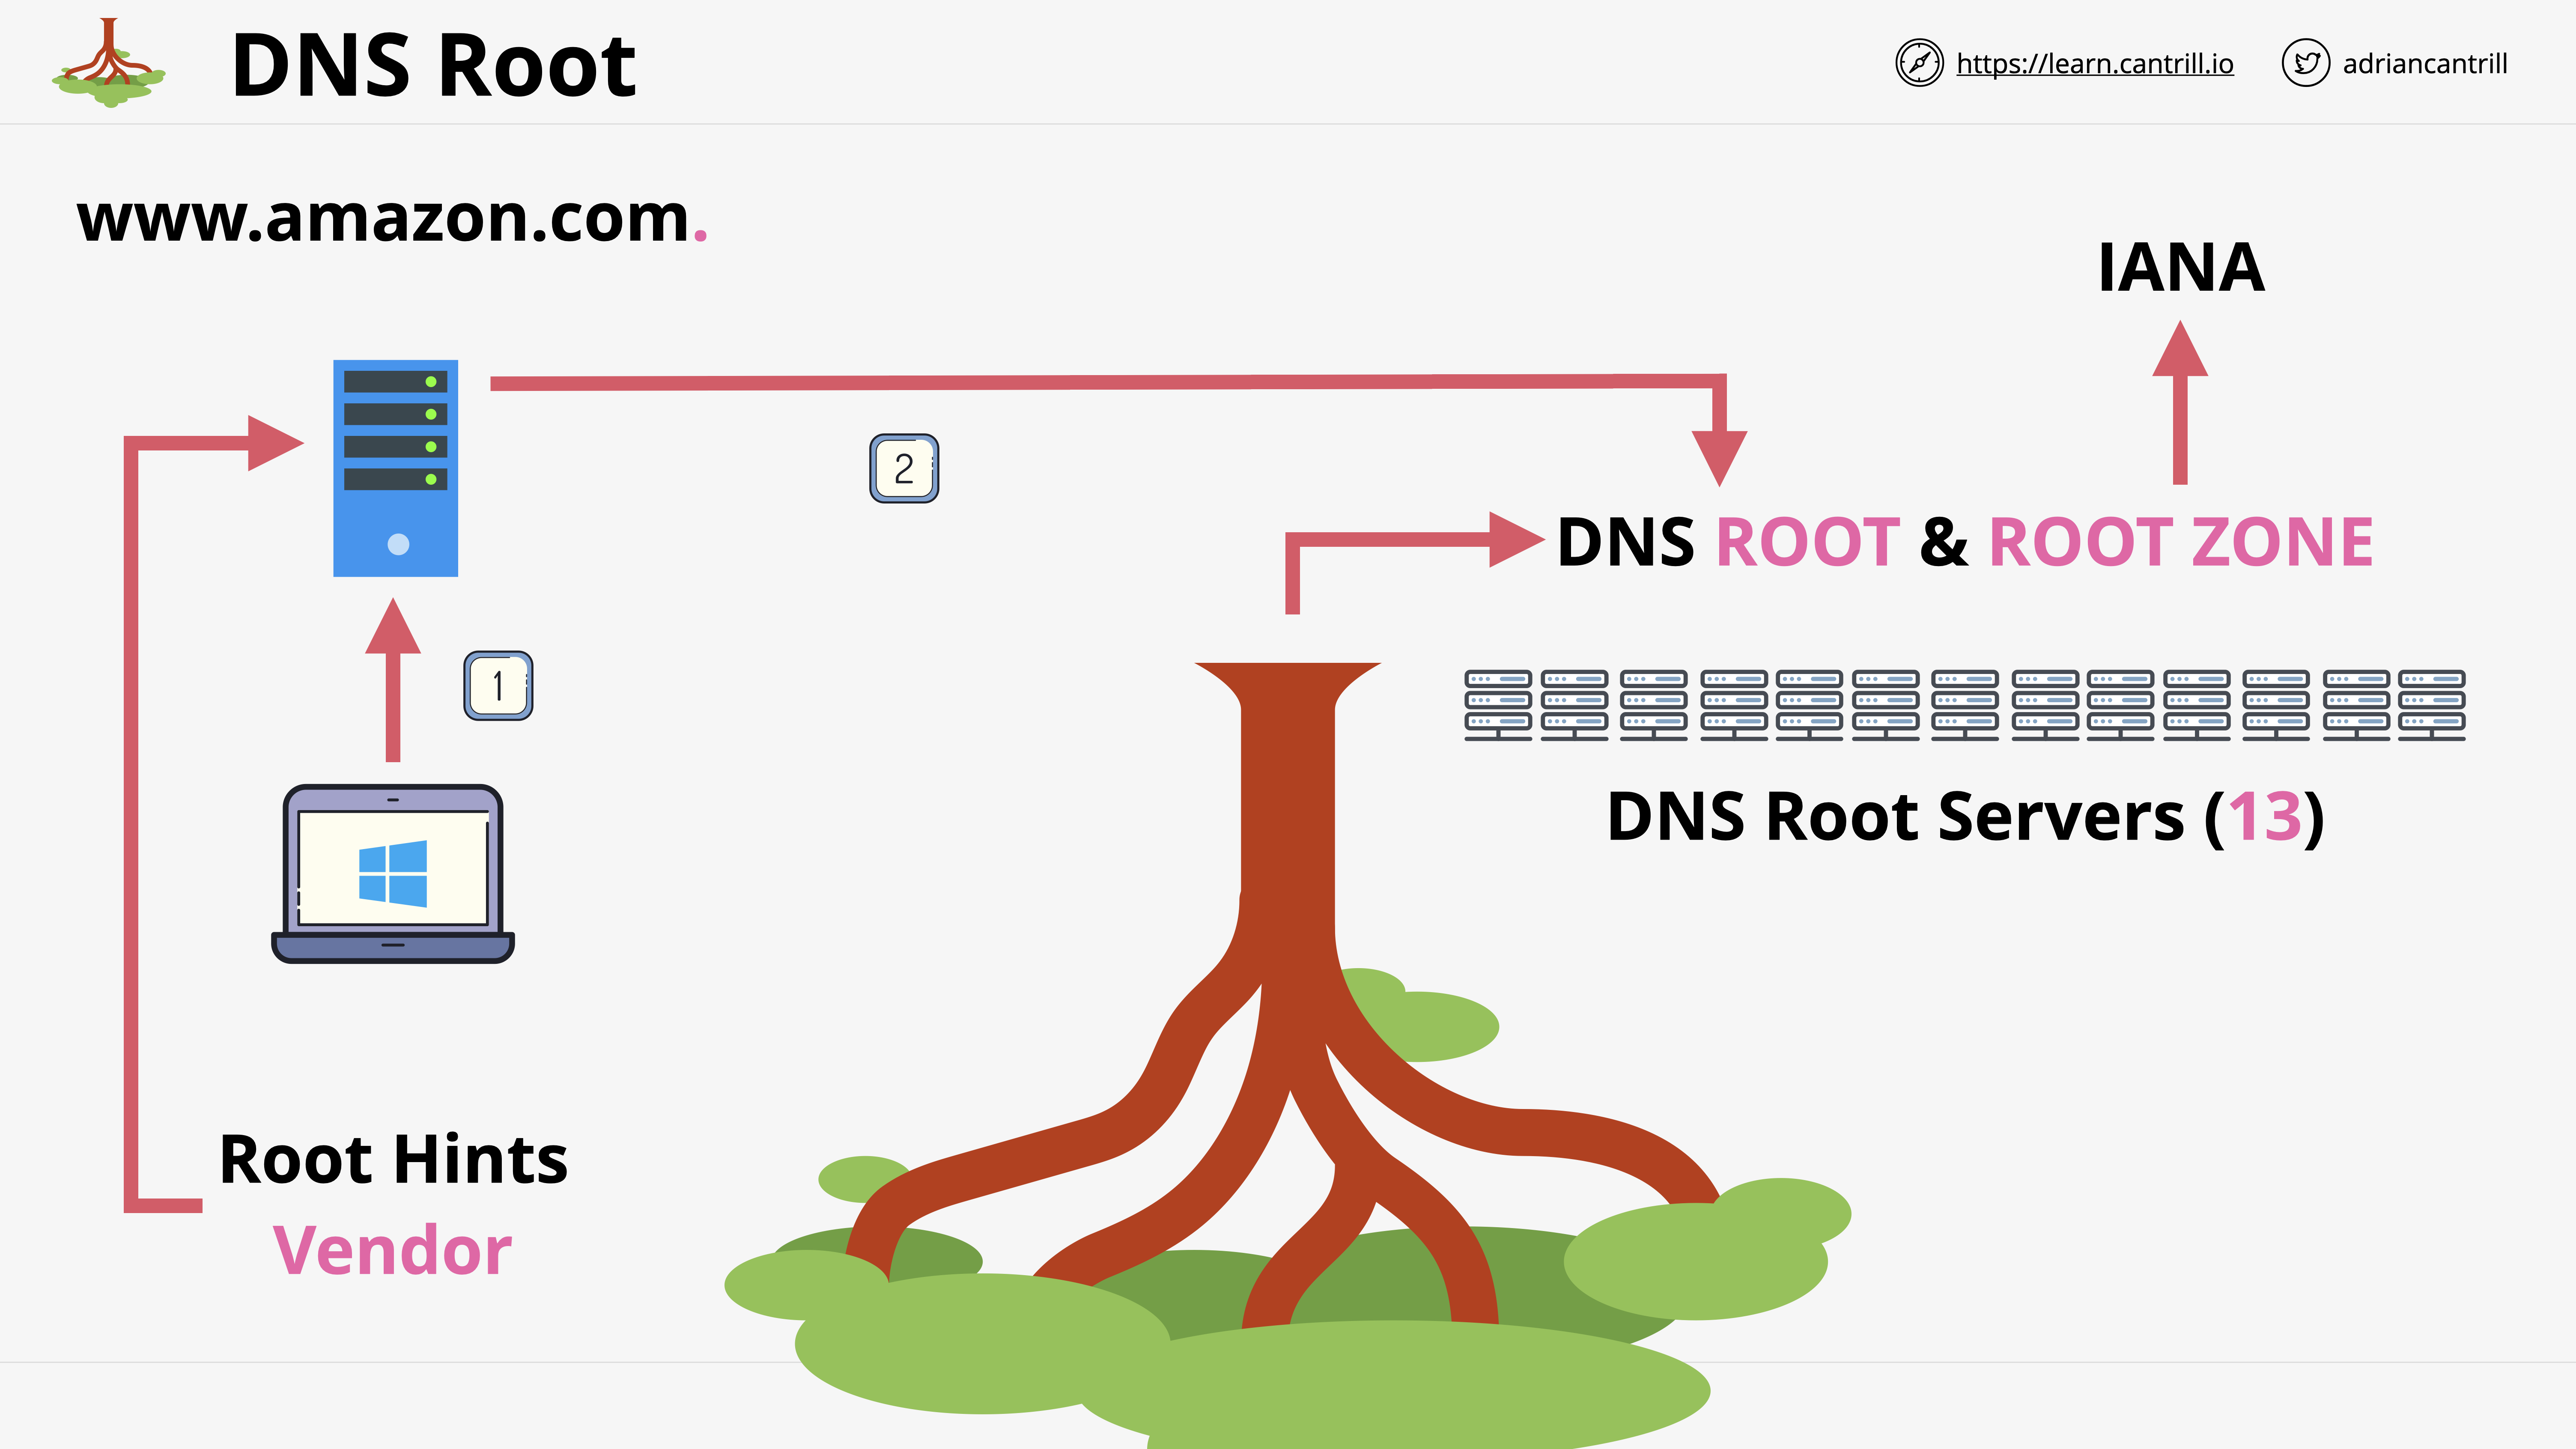 DNS Root
https://learn.cantrill.io
adriancantrill
www.amazon.com.
IANA
2
DNS ROOT & ROOT ZONE
1
DNS Root Servers (13)
Root Hints
Vendor